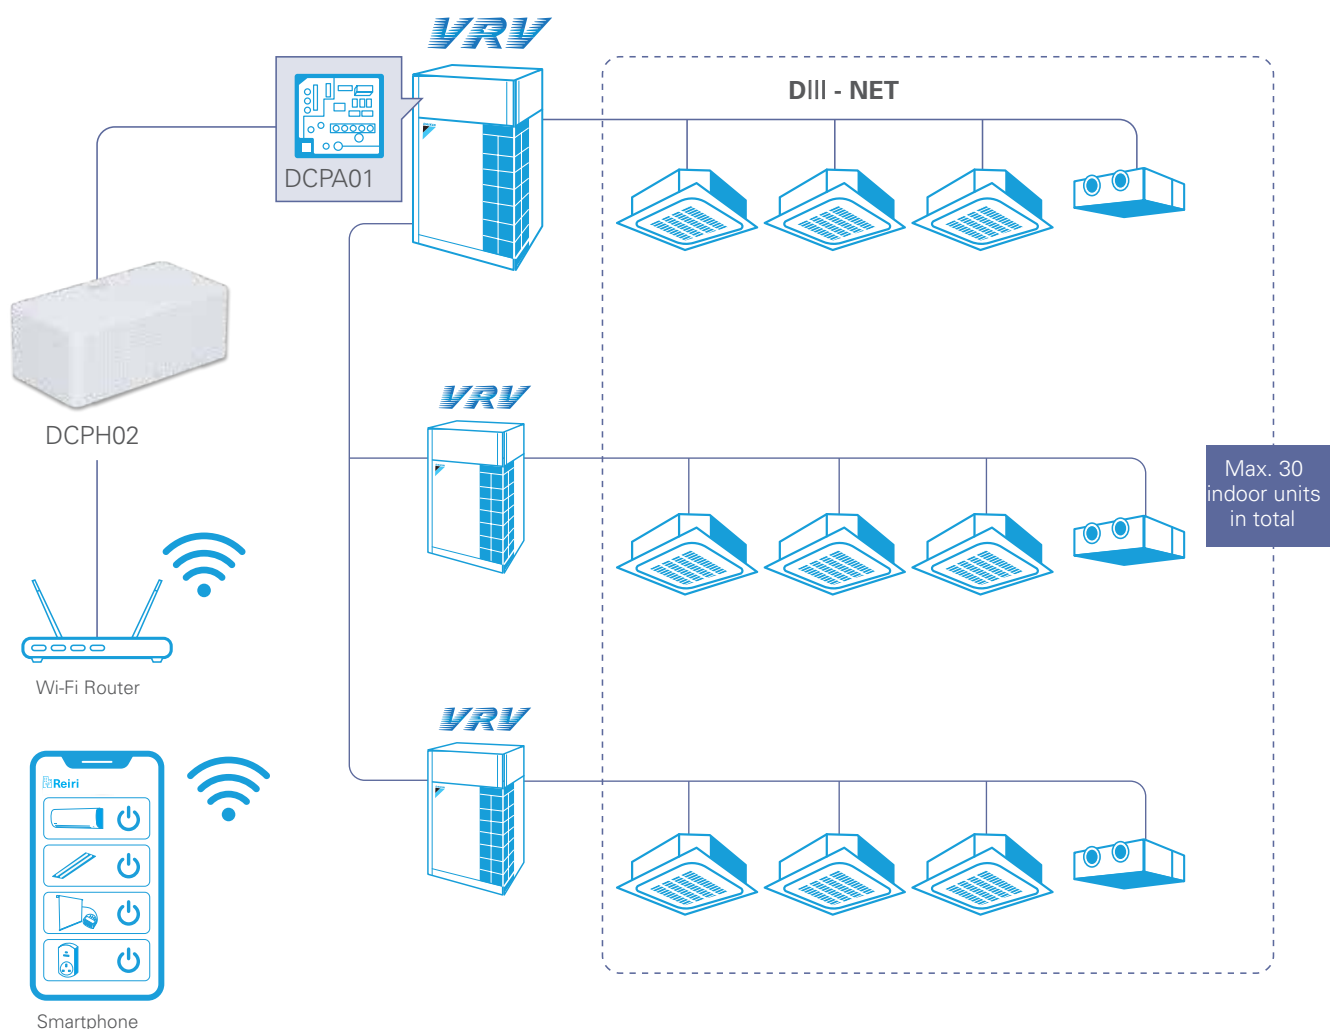 VRV
DIII - NET
DCPA01
DCPH02
VRV
Max. 30
indoor units
in total
Wi-Fi Router
VRV
Reiri
Smartphone